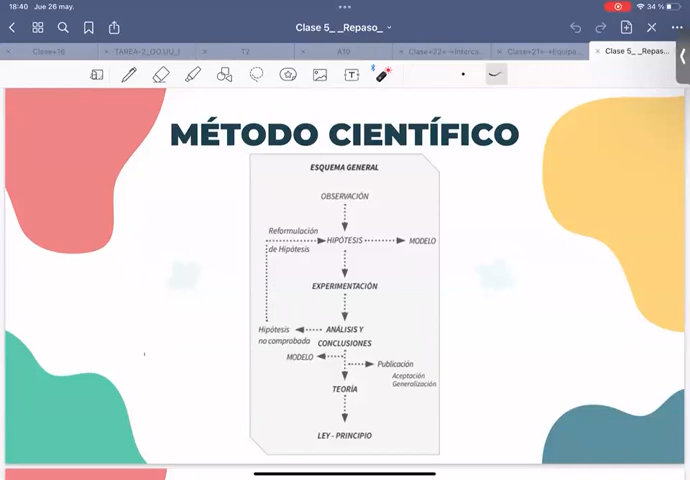 18:40 Jue 26 may.
34 %
Clase 5_ _Repaso_
Clase+16
TAREA-2_QO.UU_I
T2
A10
Clase+22+→Interca...
Clase+21+→Equipa...
Clase 5_ _Repas...
MÉTODO CIENTÍFICO
ESQUEMA GENERAL
OBSERVACIÓN
Reformulación
de Hipótesis
HIPÓTESIS
MODELO
EXPERIMENTACIÓN
Hipótesis
no comprobada
ANÁLISIS Y
CONCLUSIONES
MODELO
Publicación
Aceptación
Generalización
TEORÍA
LEY - PRINCIPIO